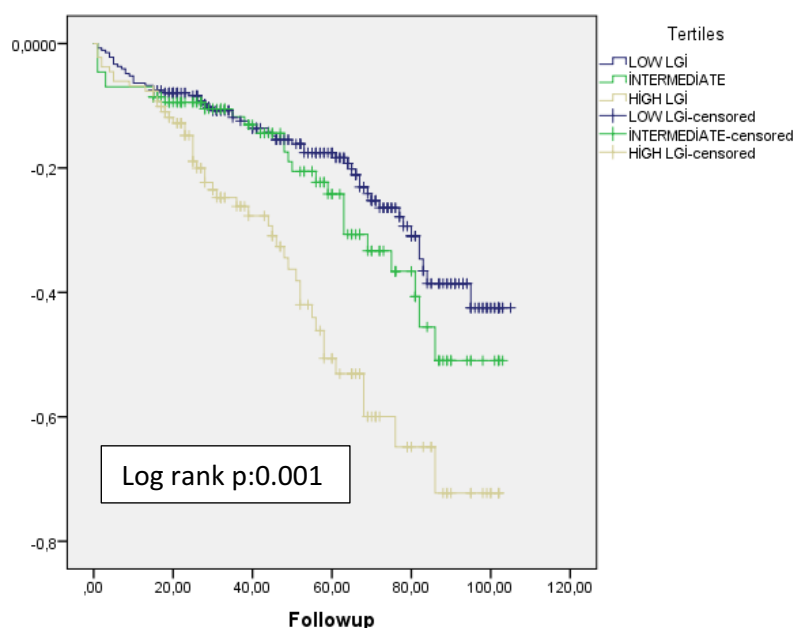 Tertiles
LOW LGİ
İNTERMEDİATE
HİGH LGİ
LOW LGİ-censored
İNTERMEDİATE-censored
HİGH LGİ-censored
0,0000
-0,2
-0,4
-0,6
-0,8
Log rank p:0.001
,00 20,00 40,00 60,00 80,00 100,00 120,00
Followup